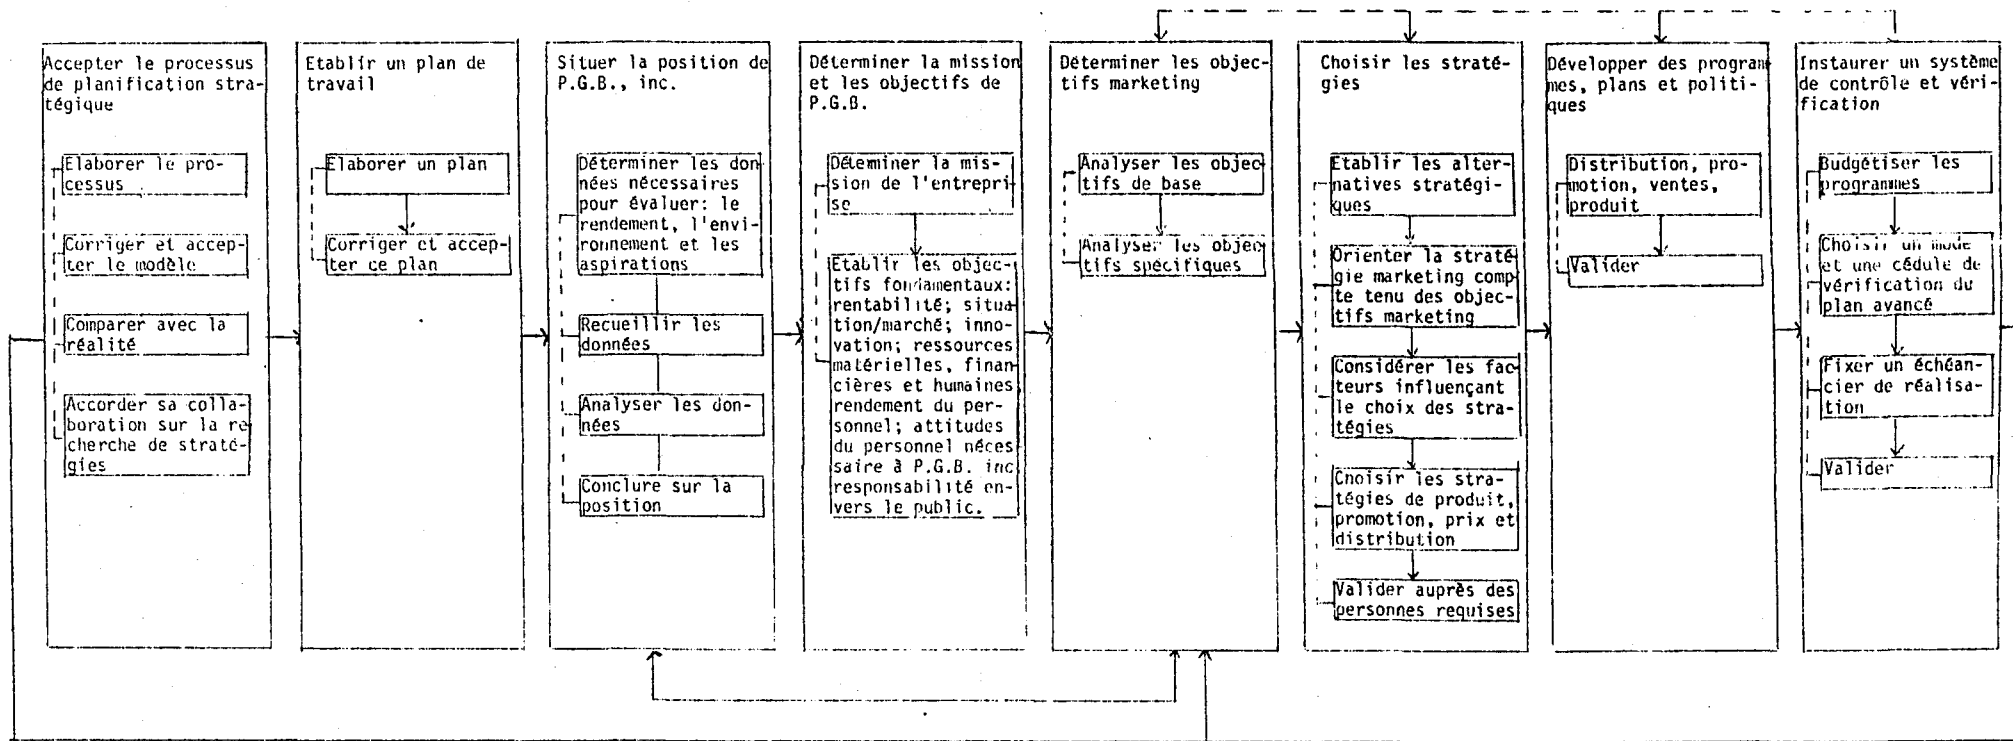 Accepter le processus
de planification stra-
tégique
Elaborer le pro-
cessus
Corriger et accep-
ter le modèle
Comparer avec la
réalité
Accorder sa colla-
boration sur la re
cherche de straté-
gies
Etablir un plan de
travail
Elaborer un plan
Corriger et accep-
ter ce plan
Situer la position de
P.G.B., inc.
Déterminer les don
nées nécessaires
pour évaluer: le
rendement, l'envi-
ronnement et les
aspirations
Recueillir les
données
Analyser les don-
nées
Conclure sur la
position
Déterminer la mission
et les objectifs de
P.G.B.
Déteminer la mis-
sion de l'entrepri-
se
Etablir les objec-
tifs fondamentaux:
rentabilité; situa
tion/marché; inno-
vation; ressources
matérielles, finan
cières et humaines
rendement du per-
sonnel; attitudes
du personnel néces
saire à P.G.B. inc
responsabilité en-
vers le public.
Déterminer les objec-
tifs marketing
Analyser les objec
tifs de base
Analyser les objec
tifs spécifiques
Choisir les straté-
gies
Etablir les alter-
natives stratégi-
ques
Orienter la straté
gie marketing comp
te tenu des objec-
tifs marketing
Considérer les fac
teurs influençant
le choix des stra-
tégies
Choisir les stra-
tégies de produit,
promotion, prix et
distribution
Valider auprès des
personnes requises
Développer des program
mes, plans et politi-
ques
Distribution, pro-
motion, ventes,
produit
Valider
Instaurer un système
de contrôle et véri-
fication
Budgétiser les
programmes
Choisir un mode
et une cédule de
vérification du
plan avancé
Fixer un échéan-
cier de réalisa-
tion
Valider